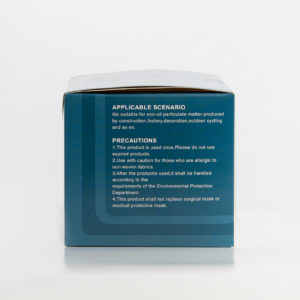 APPLICABLE SCENARIO
Itis suitable for non-oil particulate matter produced
by construction,factory,decoration,outdoor cycling
and so on.
PRECAUTIONS
1.This product is used once.Please do not use
expired products
2.Use with caution for those who are allergic to
non-woven fabrics.
3.After the productis used,it shall be handled
according to the
requirements of the Environmental Protection
Department.
4.This product shall not replace surgical mask or
medical protective mask.